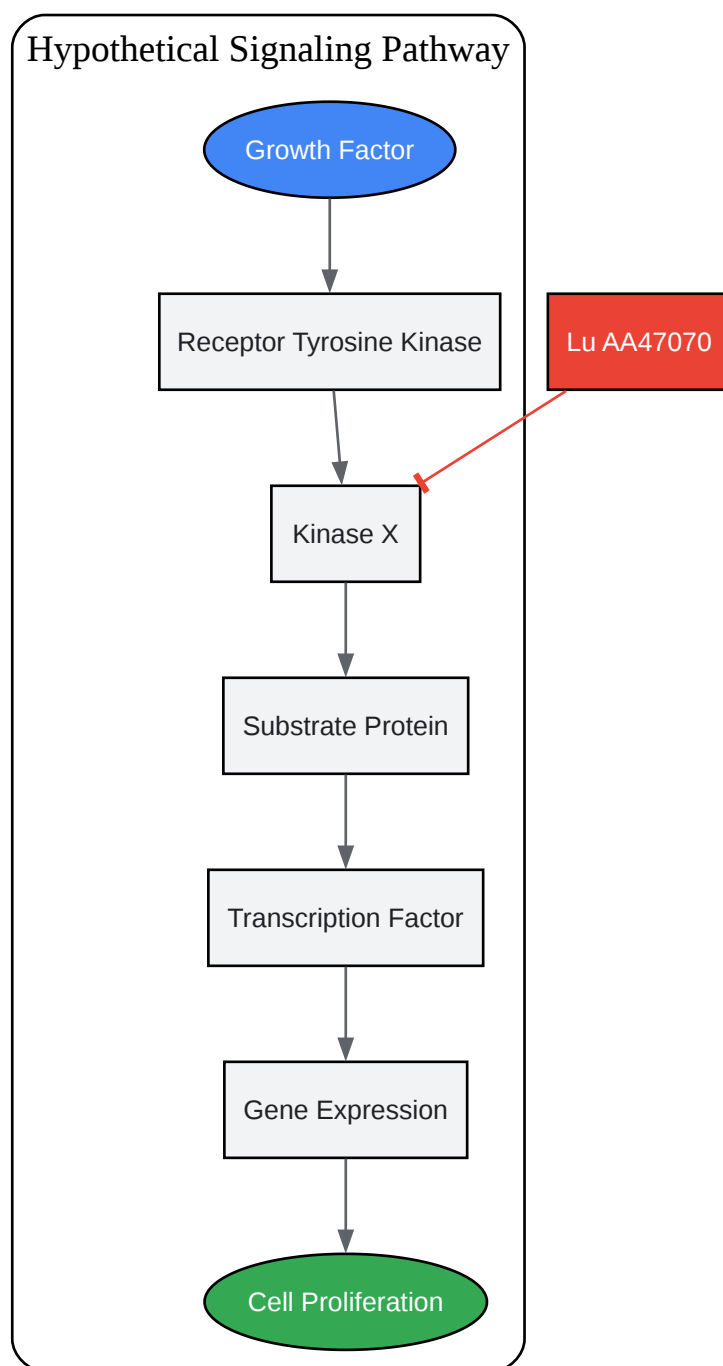 Hypothetical Signaling Pathway
Growth Factor
Receptor Tyrosine Kinase
Lu AA47070
Kinase X
Substrate Protein
Transcription Factor
Gene Expression
Cell Proliferation